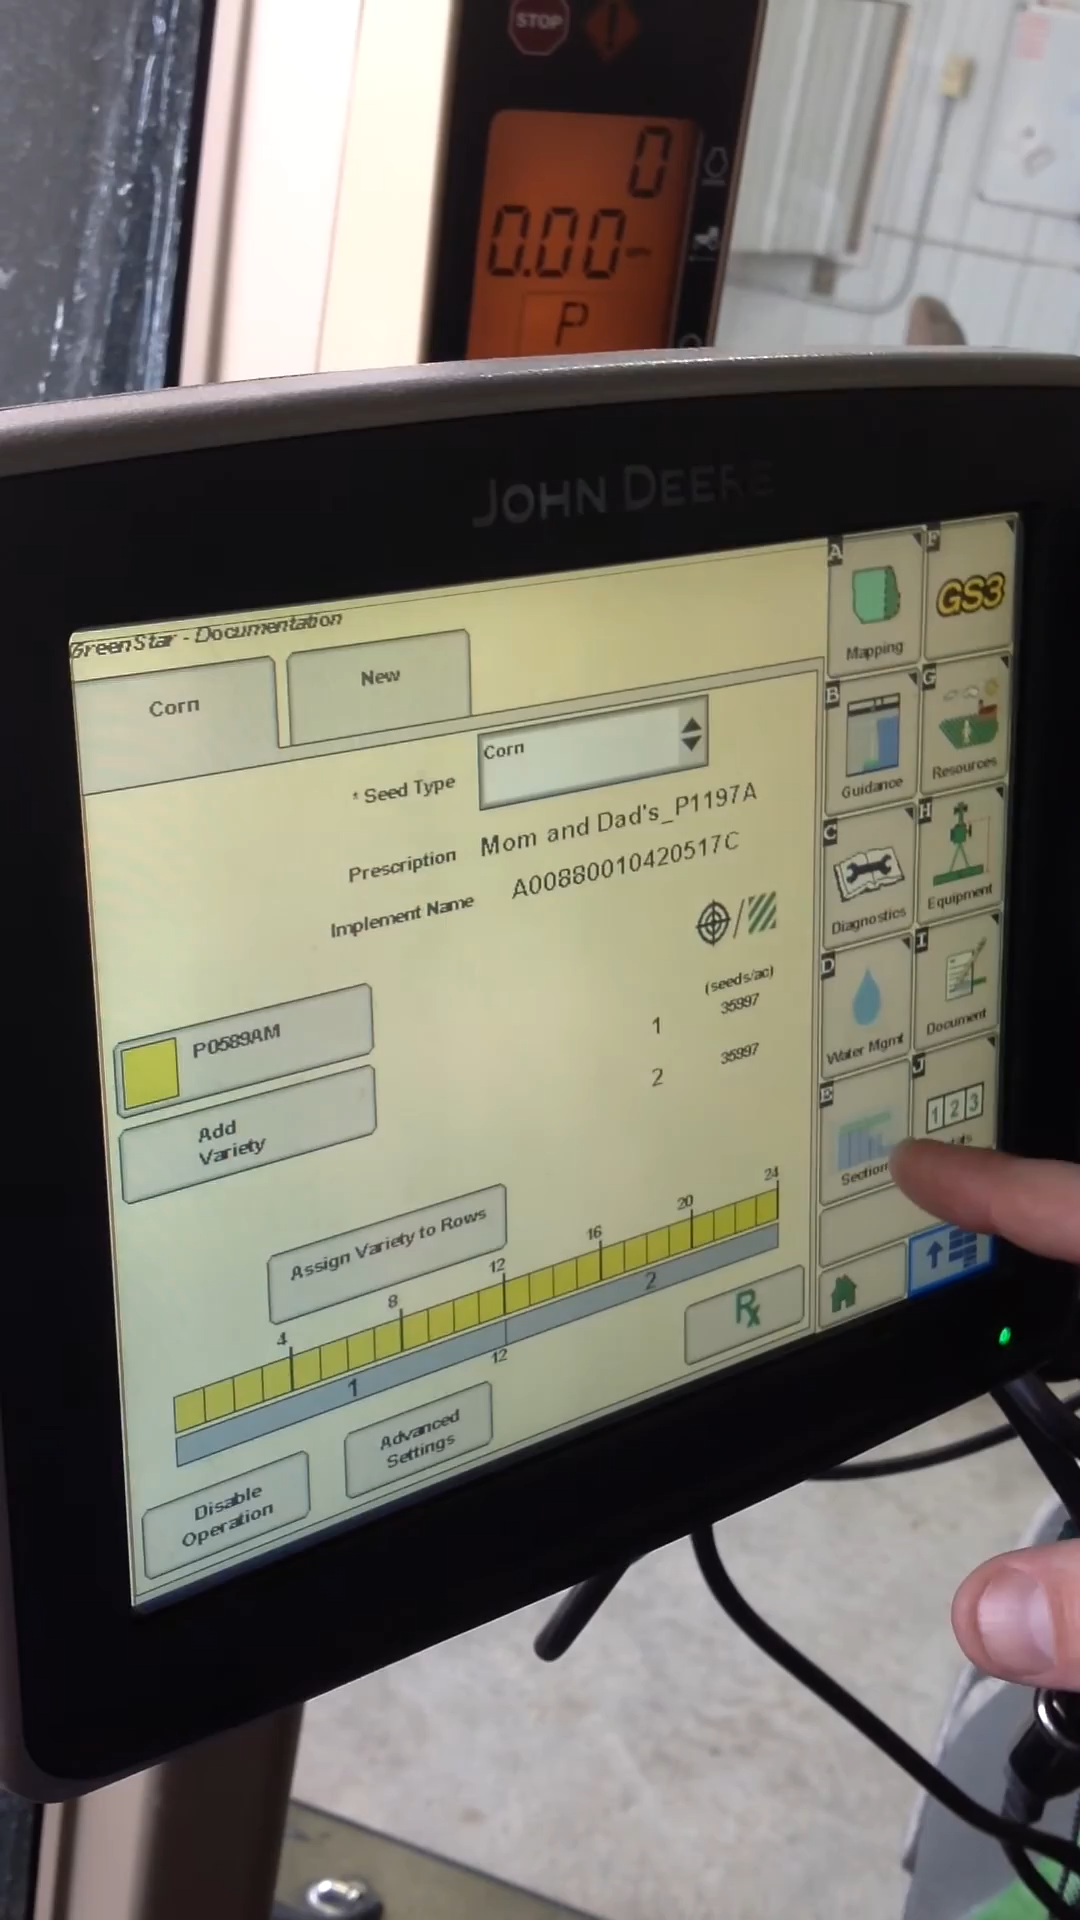 STOP
0
0.00
P
JOHN DEERE
GreenStar - Documentation
Corn
New
* Seed Type
Corn
Prescription
Mom and Dad's_P1197A
Implement Name
A00880010420517C
(seeds/ac)
1
35997
2
35997
P0589AM
Add
Variety
Assign Variety to Rows
4
8
12
16
20
24
1
12
2
Rx
Advanced
Settings
Disable
Operation
A
Mapping
F
GS3
B
Guidance
G
Resources
C
Diagnostics
H
Equipment
D
Water Mgmt
I
Document
E
Section
J
1 2 3